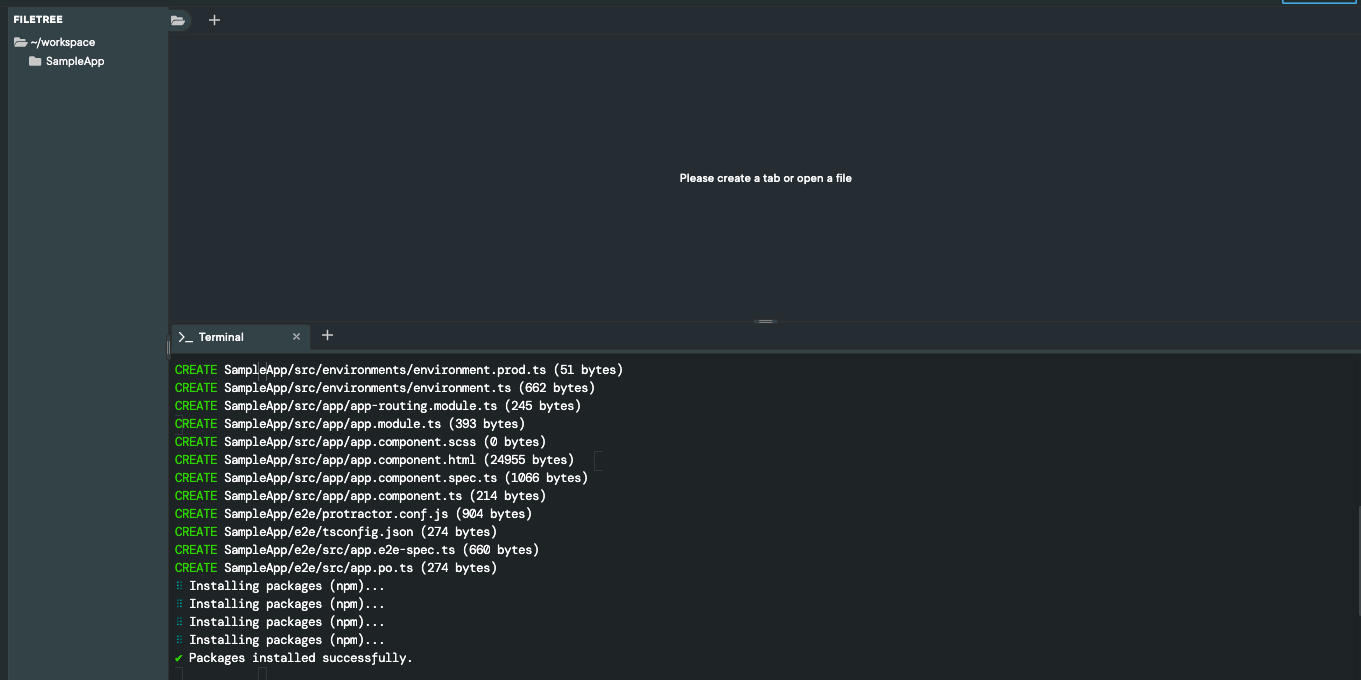 FILETREE
~/workspace
SampleApp
Please create a tab or open a file
>_ Terminal
CREATE SampleApp/src/environments/environment.prod.ts (51 bytes)
CREATE SampleApp/src/environments/environment.ts (662 bytes)
CREATE SampleApp/src/app/app-routing.module.ts (245 bytes)
CREATE SampleApp/src/app/app.module.ts (393 bytes)
CREATE SampleApp/src/app/app.component.scss (0 bytes)
CREATE SampleApp/src/app/app.component.html (24955 bytes)
CREATE SampleApp/src/app/app.component.spec.ts (1066 bytes)
CREATE SampleApp/src/app/app.component.ts (214 bytes)
CREATE SampleApp/e2e/protractor.conf.js (904 bytes)
CREATE SampleApp/e2e/tsconfig.json (274 bytes)
CREATE SampleApp/e2e/src/app.e2e-spec.ts (660 bytes)
CREATE SampleApp/e2e/src/app.po.ts (274 bytes)
Installing packages (npm)...
Installing packages (npm)...
Installing packages (npm)...
Installing packages (npm)...
✔ Packages installed successfully.